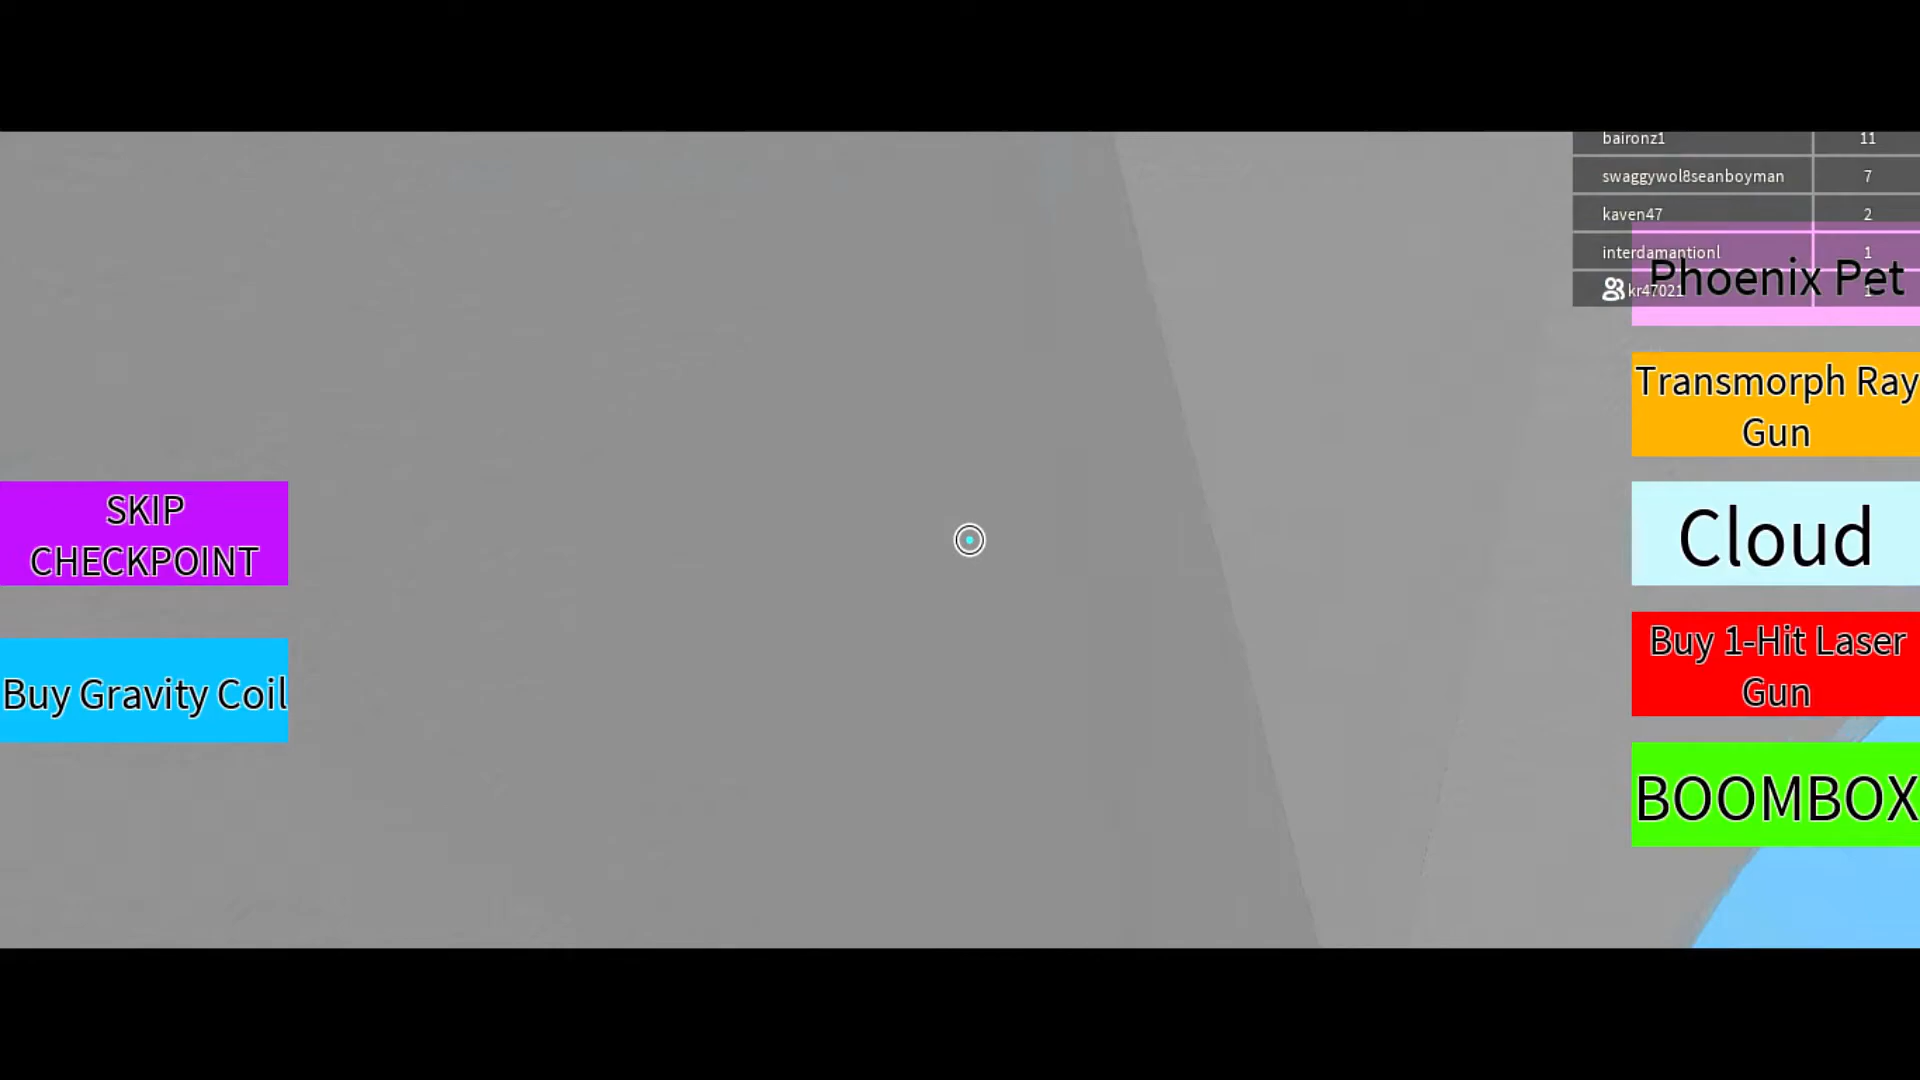 baironz1 11
swaggywol8seanboyman 7
kaven47 2
interdamantionl 1
kr47021 1
Phoenix Pet
Transmorph Ray
Gun
SKIP
CHECKPOINT
Cloud
Buy Gravity Coil
Buy 1-Hit Laser
Gun
BOOMBOX